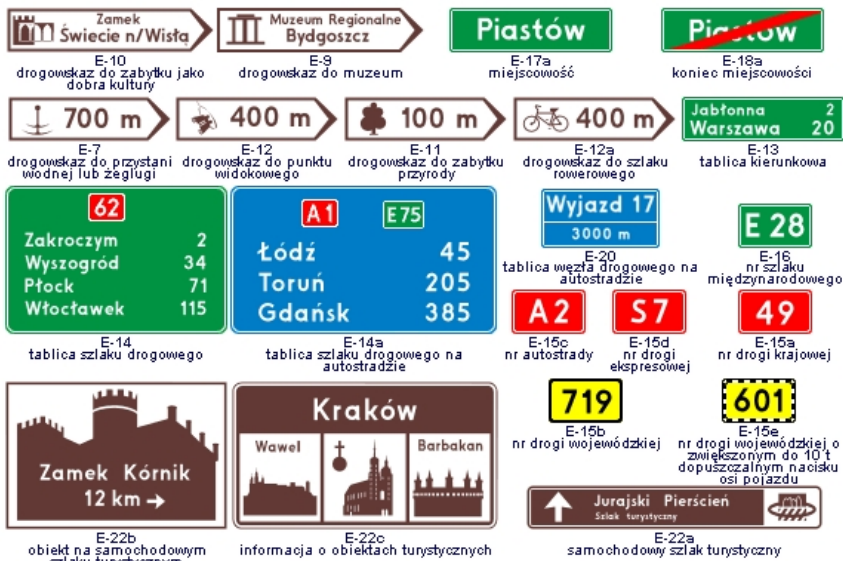 Zamek
Świecie n/Wisłą
E-10
drogowskaz do zabytku jako
dobra kultury
Muzeum Regionalne
Bydgoszcz
E-9
drogowskaz do muzeum
Piastów
E-17a
miejscowość
Piastów
E-18a
koniec miejscowości
700 m
E-7
drogowskaz do przystani
wodnej lub żeglugi
400 m
E-12
drogowskaz do punktu
widokowego
100 m
E-11
drogowskaz do zabytku
przyrody
400 m
E-12a
drogowskaz do szlaku
rowerowego
Jabłonna 2
Warszawa 20
E-13
tablica kierunkowa
62
Zakroczym 2
Wyszogród 34
Płock 71
Włocławek 115
E-14
tablica szlaku drogowego
A1 E75
Łódź 45
Toruń 205
Gdańsk 385
E-14a
tablica szlaku drogowego na
autostradzie
Wyjazd 17
3000 m
E-20
tablica węzła drogowego na
autostradzie
E 28
E-16
nr szlaku
międzynarodowego
A2
E-15c
nr autostrady
S7
E-15d
nr drogi
ekspresowej
49
E-15a
nr drogi krajowej
Zamek Kórnik
12 km →
E-22b
obiekt na samochodowym
szlaku turystycznym
Kraków
Wawel
Barbakan
E-22c
informacja o obiektach turystycznych
719
E-15b
nr drogi wojewódzkiej
601
E-15e
nr drogi wojewódzkiej o
zwiększonym do 10 t
dopuszczalnym nacisku
osi pojazdu
Jurajski Pierścień
Szlak turystyczny
E-22a
samochodowy szlak turystyczny